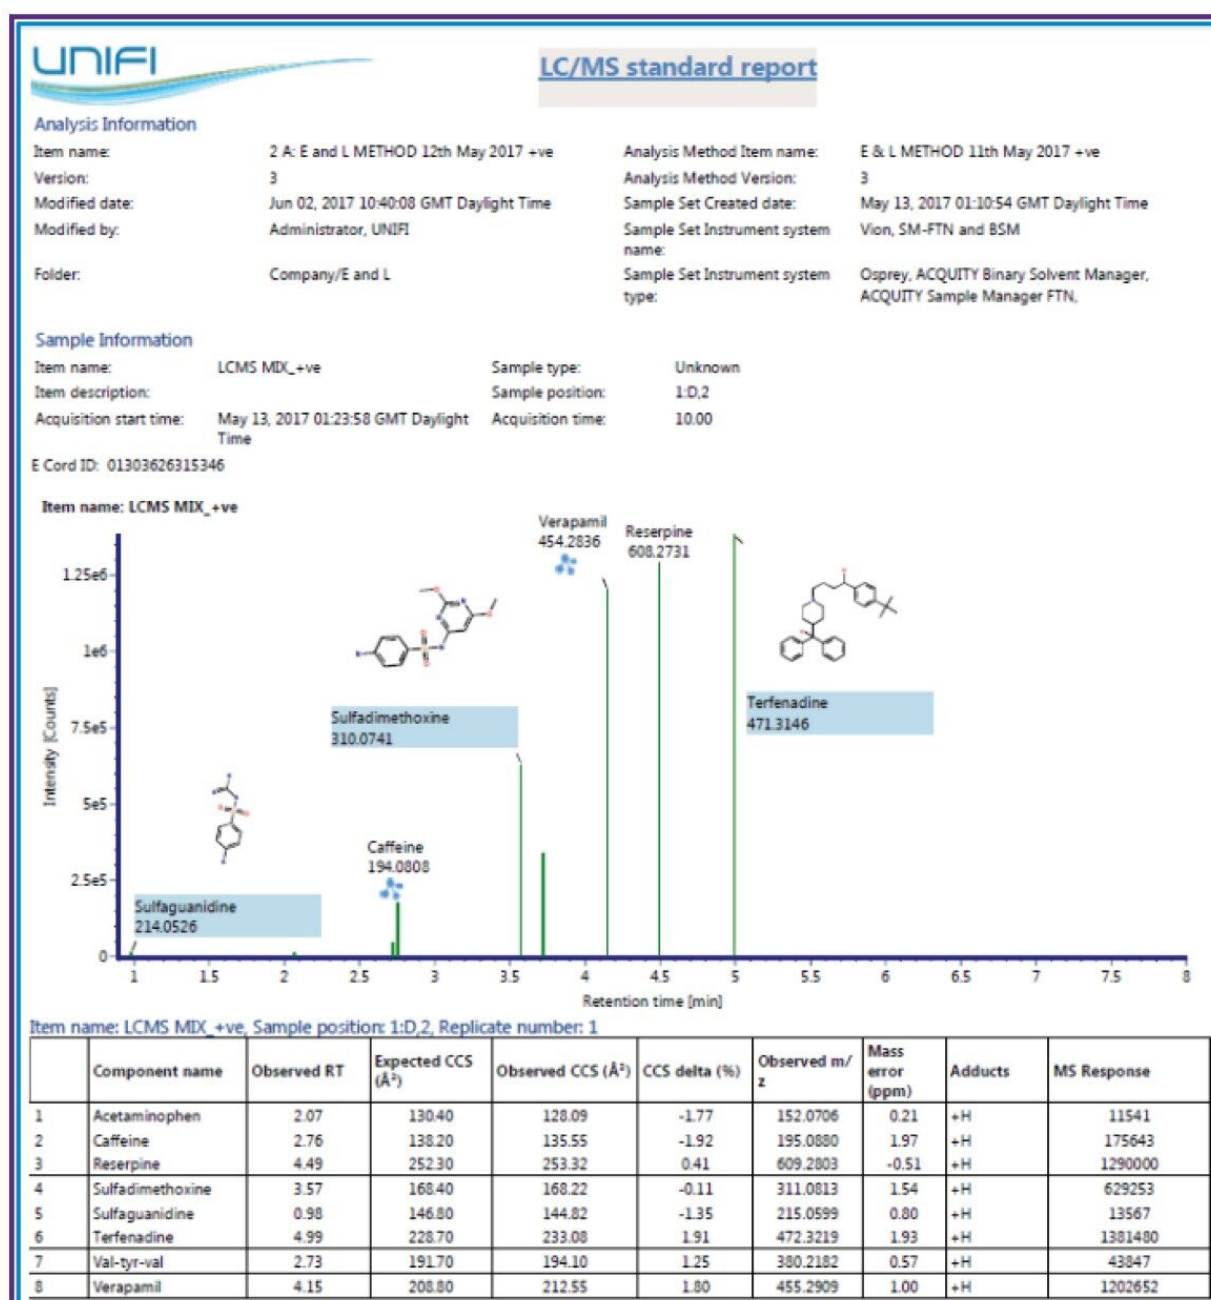 UNIFI
LC/MS standard report
Analysis Information
Item name: 2 A: E and L METHOD 12th May 2017 +ve Analysis Method Item name: E & L METHOD 11th May 2017 +ve
Version: 3 Analysis Method Version: 3
Modified date: Jun 02, 2017 10:40:08 GMT Daylight Time Sample Set Created date: May 13, 2017 01:10:54 GMT Daylight Time
Modified by: Administrator, UNIFI Sample Set Instrument system name: Vion, SM-FTN and BSM
Folder: Company/E and L Sample Set Instrument system type: Osprey, ACQUITY Binary Solvent Manager, ACQUITY Sample Manager FTN,
Sample Information
Item name: LCMS MIX_+ve Sample type: Unknown
Item description: Sample position: 1:D,2
Acquisition start time: May 13, 2017 01:23:58 GMT Daylight Time Acquisition time: 10.00
E Cord ID: 01303626315346
Item name: LCMS MIX_+ve
Verapamil
454.2836
Reserpine
608.2731
1.25e6
1e6
Intensity [Counts]
7.5e5
5e5
2.5e5
0
Sulfadimethoxine
310.0741
Terfenadine
471.3146
Caffeine
194.0808
Sulfaguanidine
214.0526
1 1.5 2 2.5 3 3.5 4 4.5 5 5.5 6 6.5 7 7.5 8
Retention time [min]
Item name: LCMS MIX_+ve, Sample position: 1:D,2, Replicate number: 1
Component name Observed RT Expected CCS (Å²) Observed CCS (Å²) CCS delta (%) Observed m/z Mass error (ppm) Adducts MS Response
1 Acetaminophen 2.07 130.40 128.09 -1.77 152.0706 0.21 +H 11541
2 Caffeine 2.76 138.20 135.55 -1.92 195.0880 1.97 +H 175643
3 Reserpine 4.49 252.30 253.32 0.41 609.2803 -0.51 +H 1290000
4 Sulfadimethoxine 3.57 168.40 168.22 -0.11 311.0813 1.54 +H 629253
5 Sulfaguanidine 0.98 146.80 144.82 -1.35 215.0599 0.80 +H 13567
6 Terfenadine 4.99 228.70 233.08 1.91 472.3219 1.93 +H 1381480
7 Val-tyr-val 2.73 191.70 194.10 1.25 380.2182 0.57 +H 43847
8 Verapamil 4.15 208.80 212.55 1.80 455.2909 1.00 +H 1202652